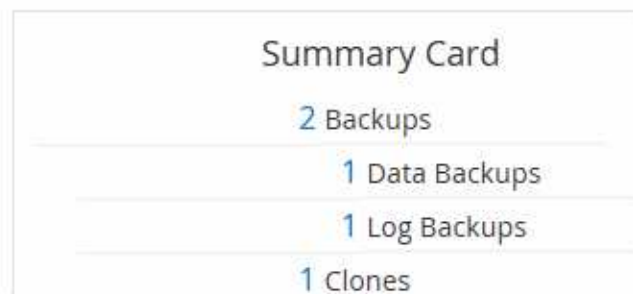 Summary Card
2 Backups
1 Data Backups
1 Log Backups
1 Clones